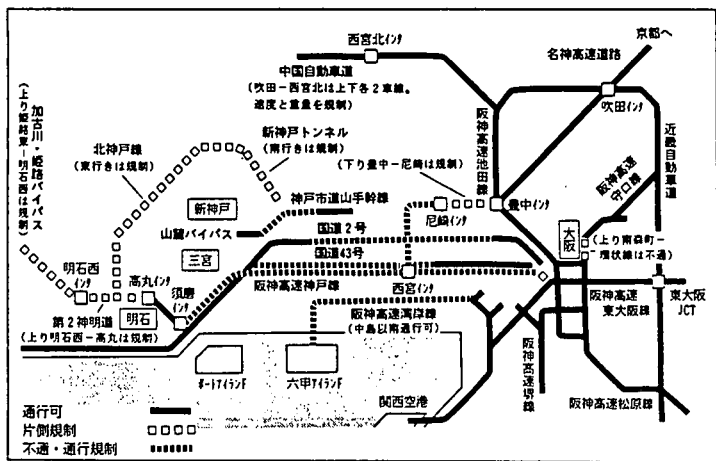 京都へ
西宮北インタ
名神高速道路
中国自動車道
(吹田－西宮北は上下各2車線。
速度と重量を規制)
吹田インタ
加古川・姫路バイパス
(上り姫路東－明石西は規制)
北神戸線
(東行きは規制)
新神戸トンネル
(南行きは規制)
(下り豊中－尼崎は規制)
阪神高速池田線
近畿自動車道
阪神高速
守口線
新神戸
神戸市道山手幹線
尼崎インタ
豊中インタ
山麓バイパス
国道2号
大阪
(上り南森町－
環状線は不通)
三宮
国道43号
明石西
インタ
高丸インタ
須磨
インタ
阪神高速神戸線
西宮インタ
阪神高速
東大阪線
東大阪
JCT
第2神明道
明石
(上り明石西－高丸は規制)
阪神高速湾岸線
(中島以南通行可)
阪神高速堺線
ポートアイランド
六甲アイランド
関西空港
阪神高速松原線
通行可
片側規制
不通・通行規制